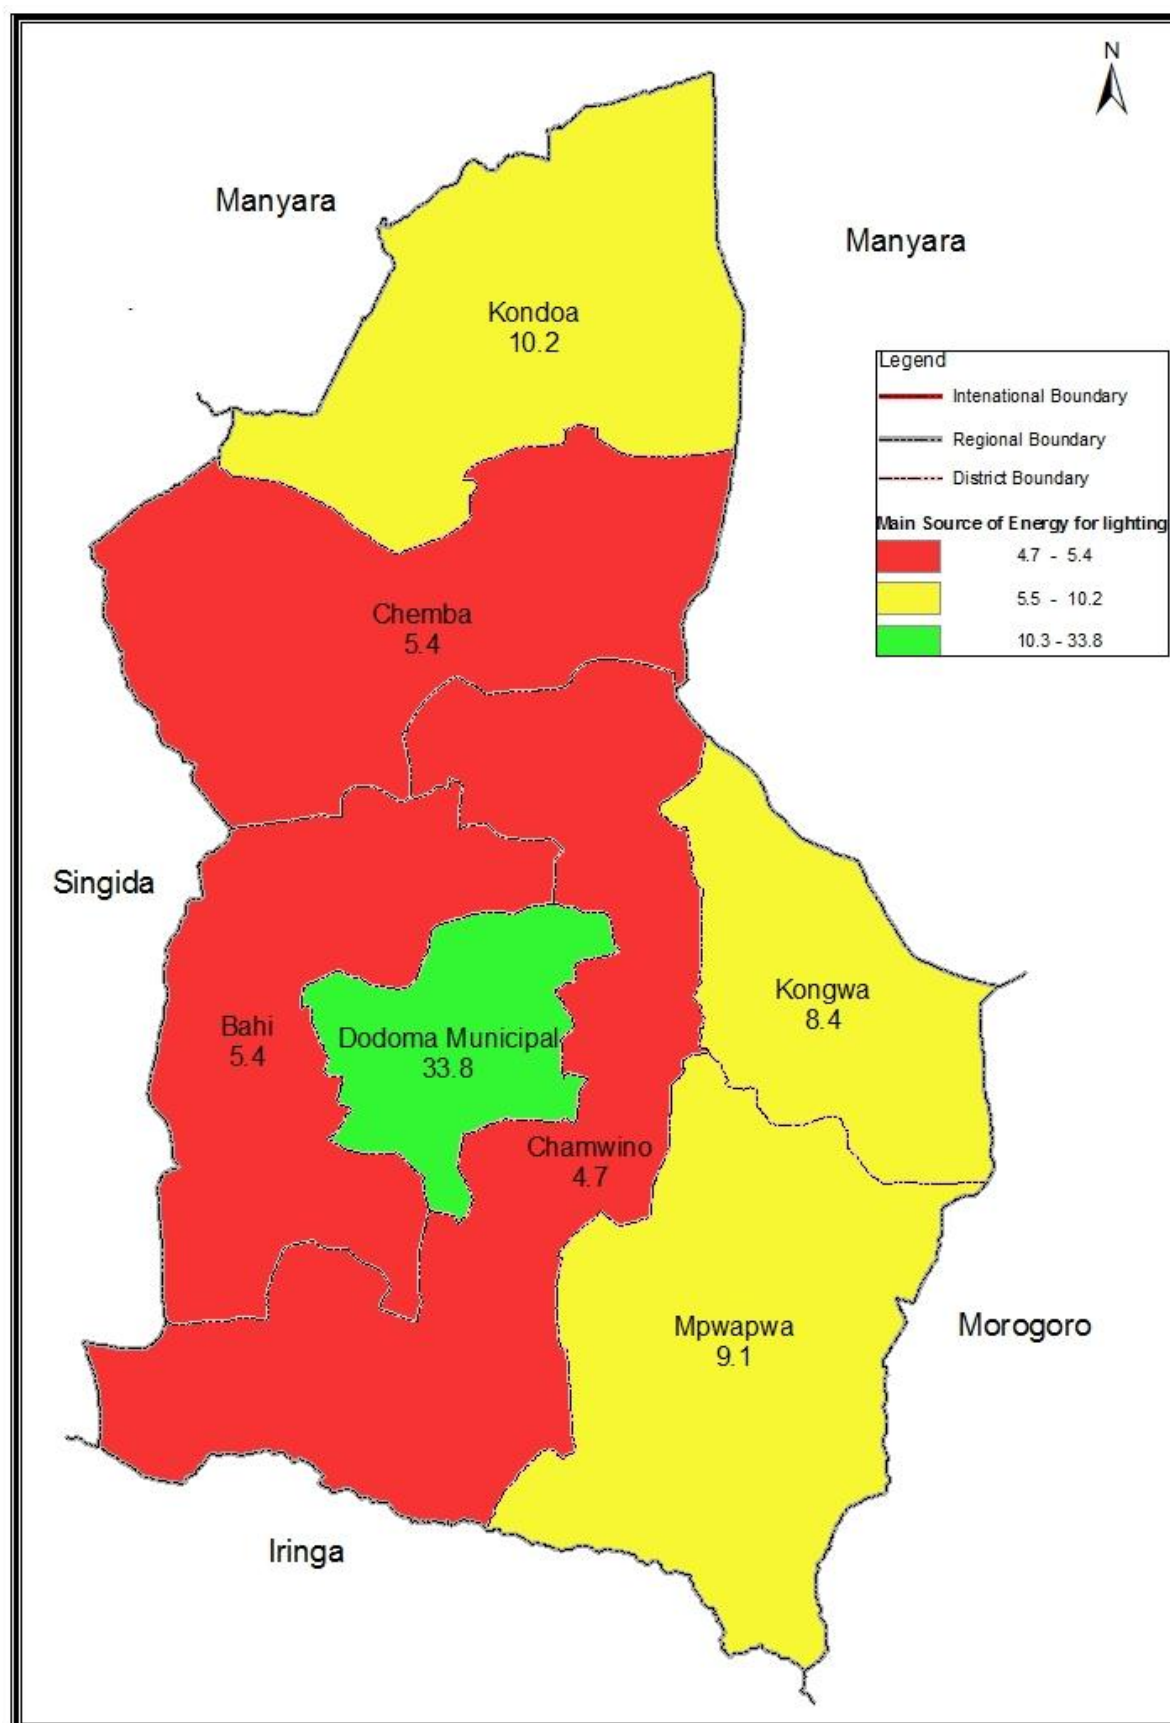 N
Manyara
Manyara
Kondoa
10.2
Legend
Intenational Boundary
Regional Boundary
District Boundary
Main Source of Energy for lighting
4.7 - 5.4
5.5 - 10.2
10.3 - 33.8
Chemba
5.4
Singida
Kongwa
8.4
Bahi
5.4
Dodoma Municipal
33.8
Chamwino
4.7
Mpwapwa
9.1
Morogoro
Iringa